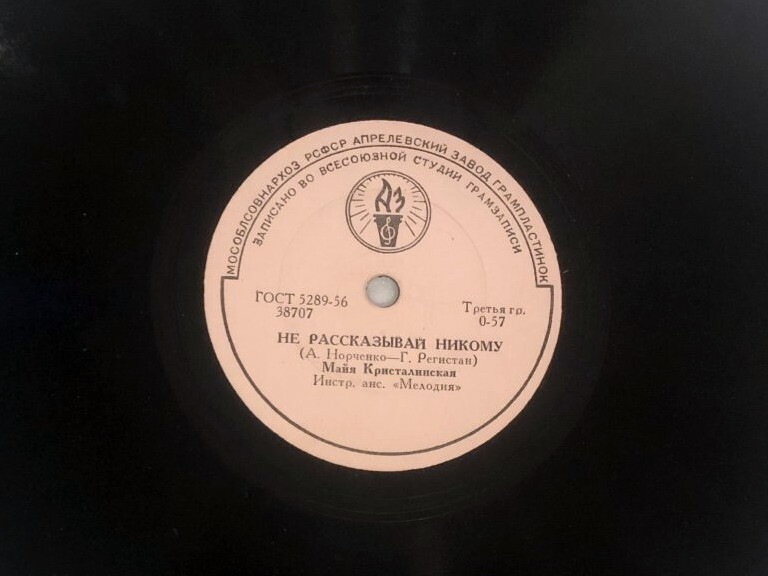 МОСОБЛСОВНАРХОЗ РСФСР АПРЕЛЕВСКИЙ ЗАВОД ГРАМПЛАСТИНОК
ЗАПИСАНО ВО ВСЕСОЮЗНОЙ СТУДИИ ГРАМЗАПИСИ
АЗ
ГОСТ 5289-56
38707
Третья гр.
0-57
НЕ РАССКАЗЫВАЙ НИКОМУ
(А. Норченко—Г. Регистан)
Майя Кристалинская
Инстр. анс. «Мелодия»